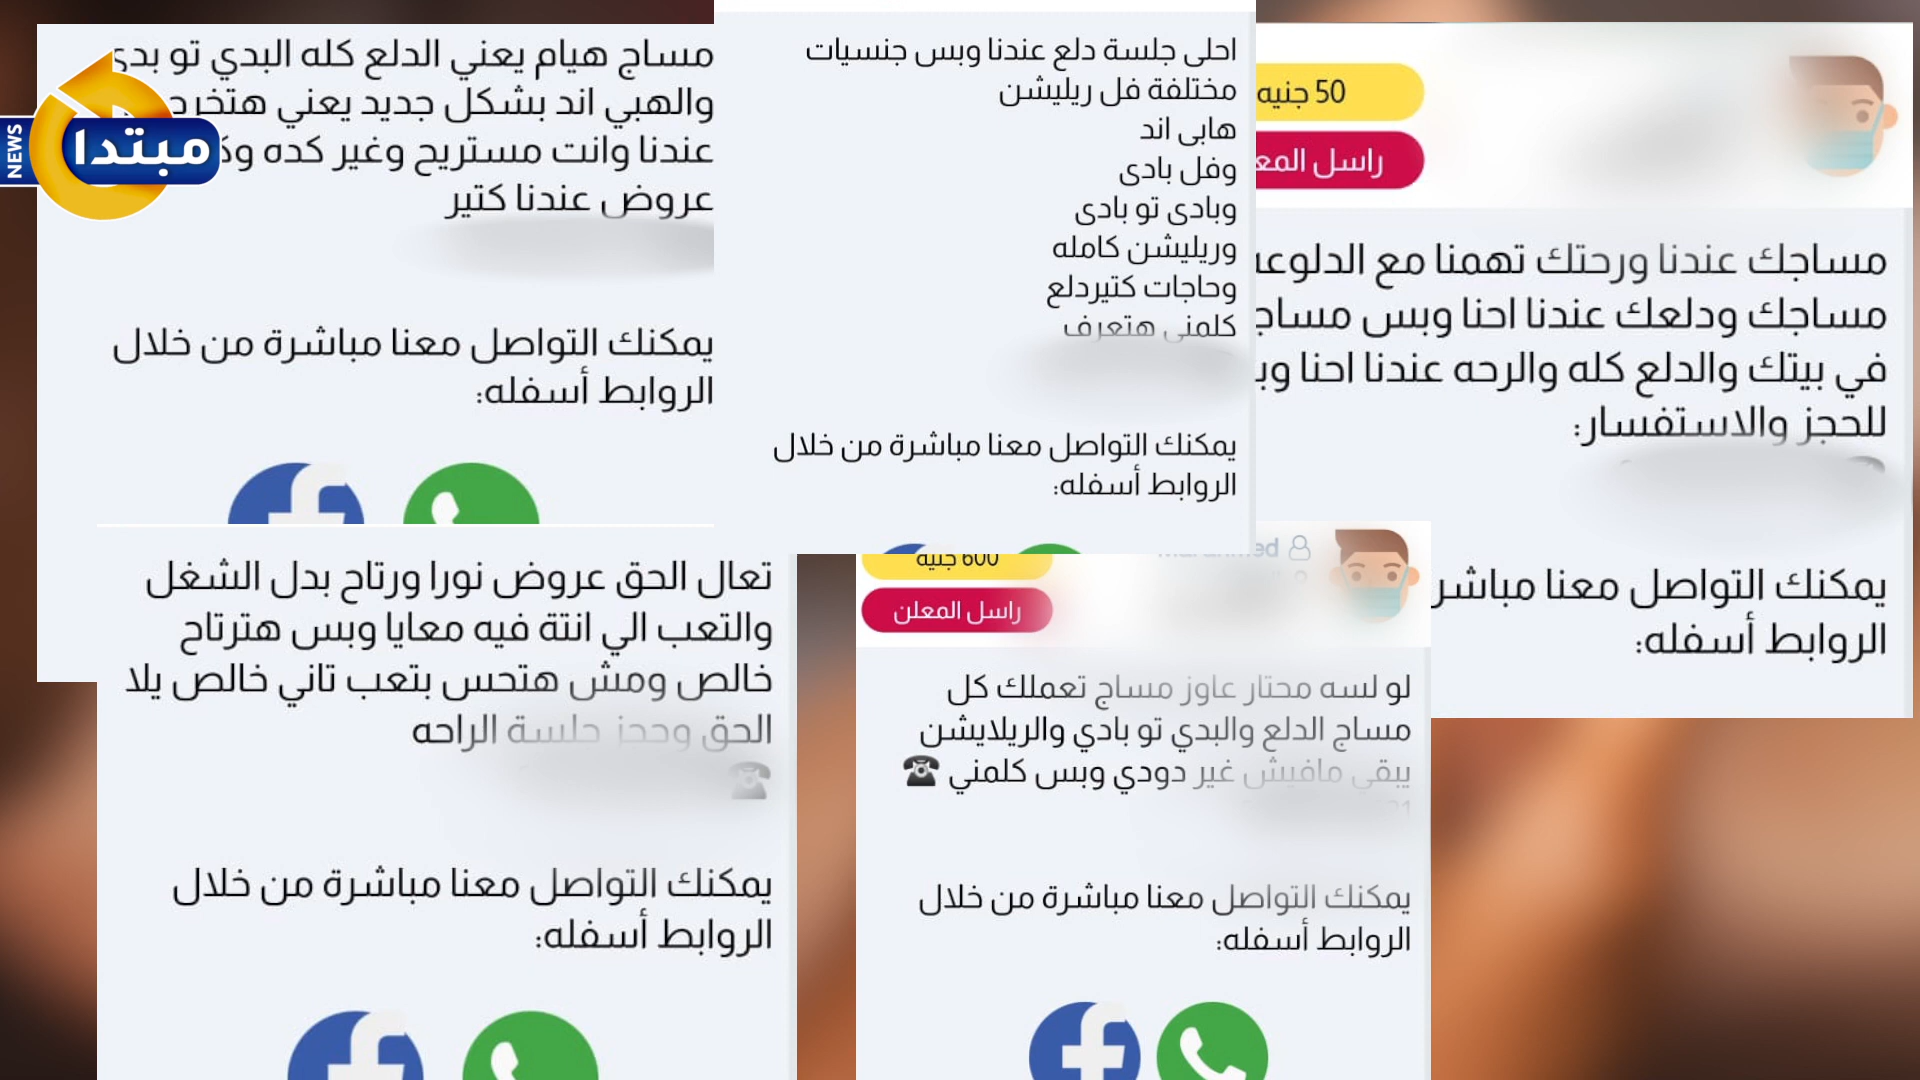 NEWS
مبتدا
مساج هيام يعني الدلع كله البدي تو بدي
والهبي اند بشكل جديد يعني هتخرج
عندنا وانت مستريح وغير كده
عروض عندنا كتير
يمكنك التواصل معنا مباشرة من خلال
الروابط أسفله:
احلى جلسة دلع عندنا وبس جنسيات
مختلفة فل ريليشن
هابى اند
وفل بادى
وبادى تو بادى
وريليشن كامله
وحاجات كتيردلع
كلمنى هتعرف
يمكنك التواصل معنا مباشرة من خلال
الروابط أسفله:
50 جنيه
راسل المع
مساجك عندنا ورحتك تهمنا مع الدلوعه
مساجك ودلعك عندنا احنا وبس مساج
في بيتك والدلع كله والرحه عندنا احنا
للحجز والاستفسار:
يمكنك التواصل معنا مباشر
الروابط أسفله:
تعال الحق عروض نورا ورتاح بدل الشغل
والتعب الي انتة فيه معايا وبس هترتاح
خالص ومش هتحس بتعب تاني خالص يلا
الحق وحجز جلسة الراحه
يمكنك التواصل معنا مباشرة من خلال
الروابط أسفله:
600 جنيه
راسل المعلن
لو لسه محتار عاوز مساج تعملك كل
مساج الدلع والبدي تو بادي والريلايشن
يبقى مافيش غير دودي وبس كلمني
يمكنك التواصل معنا مباشرة من خلال
الروابط أسفله: